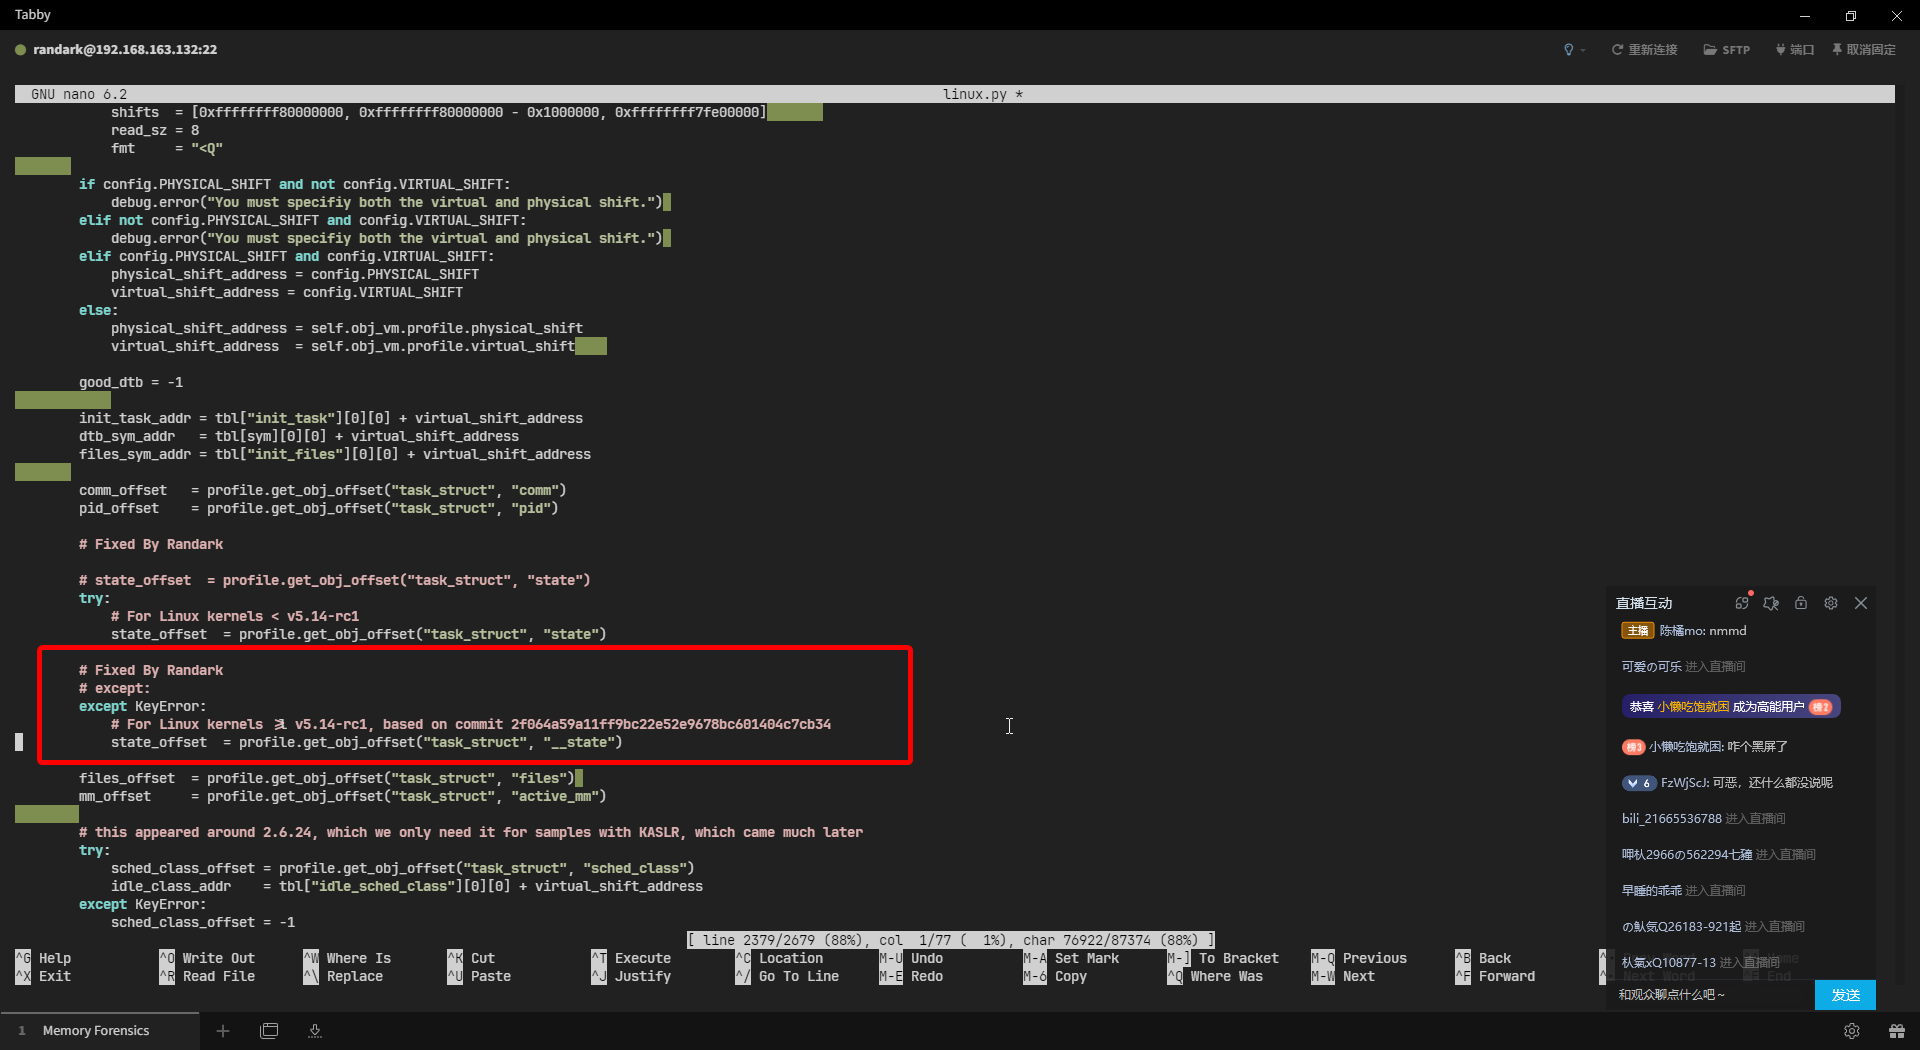 Tabby
randark@192.168.163.132:22
重新连接 SFTP 端口 取消固定
GNU nano 6.2 linux.py *
shifts  = [0xffffffff80000000, 0xffffffff80000000 - 0x1000000, 0xffffffff7fe00000]
read_sz = 8
fmt     = "<Q"
if config.PHYSICAL_SHIFT and not config.VIRTUAL_SHIFT:
debug.error("You must specifiy both the virtual and physical shift.")
elif not config.PHYSICAL_SHIFT and config.VIRTUAL_SHIFT:
debug.error("You must specifiy both the virtual and physical shift.")
elif config.PHYSICAL_SHIFT and config.VIRTUAL_SHIFT:
physical_shift_address = config.PHYSICAL_SHIFT
virtual_shift_address = config.VIRTUAL_SHIFT
else:
physical_shift_address = self.obj_vm.profile.physical_shift
virtual_shift_address  = self.obj_vm.profile.virtual_shift
good_dtb = -1
init_task_addr = tbl["init_task"][0][0] + virtual_shift_address
dtb_sym_addr   = tbl[sym][0][0] + virtual_shift_address
files_sym_addr = tbl["init_files"][0][0] + virtual_shift_address
comm_offset   = profile.get_obj_offset("task_struct", "comm")
pid_offset    = profile.get_obj_offset("task_struct", "pid")
# Fixed By Randark
# state_offset  = profile.get_obj_offset("task_struct", "state")
try:
# For Linux kernels < v5.14-rc1
state_offset  = profile.get_obj_offset("task_struct", "state")
# Fixed By Randark
# except:
except KeyError:
# For Linux kernels >= v5.14-rc1, based on commit 2f064a59a11ff9bc22e52e9678bc601404c7cb34
state_offset  = profile.get_obj_offset("task_struct", "__state")
files_offset  = profile.get_obj_offset("task_struct", "files")
mm_offset     = profile.get_obj_offset("task_struct", "active_mm")
# this appeared around 2.6.24, which we only need it for samples with KASLR, which came much later
try:
sched_class_offset = profile.get_obj_offset("task_struct", "sched_class")
idle_class_addr    = tbl["idle_sched_class"][0][0] + virtual_shift_address
except KeyError:
sched_class_offset = -1
[ line 2379/2679 (88%), col  1/77 (  1%), char 76922/87374 (88%) ]
^G Help ^O Write Out ^W Where Is ^K Cut ^T Execute ^C Location M-U Undo M-A Set Mark M-] To Bracket M-Q Previous ^B Back
^X Exit ^R Read File ^\ Replace ^U Paste ^J Justify ^/ Go To Line M-E Redo M-6 Copy ^Q Where Was M-W Next ^F Forward
直播互动
主播 陈橘mo: nmmd
可爱の可乐 进入直播间
恭喜 小懒吃饱就困 成为高能用户 榜2
榜3 小懒吃饱就困: 咋个黑屏了
6 FzWjScJ: 可恶，还什么都没说呢
bili_21665536788 进入直播间
2966の562294七 进入直播间
早睡的乖乖 进入直播间
Q26183-921起 进入直播间
xQ10877-13 进入直播间
和观众聊点什么吧~
发送
1 Memory Forensics